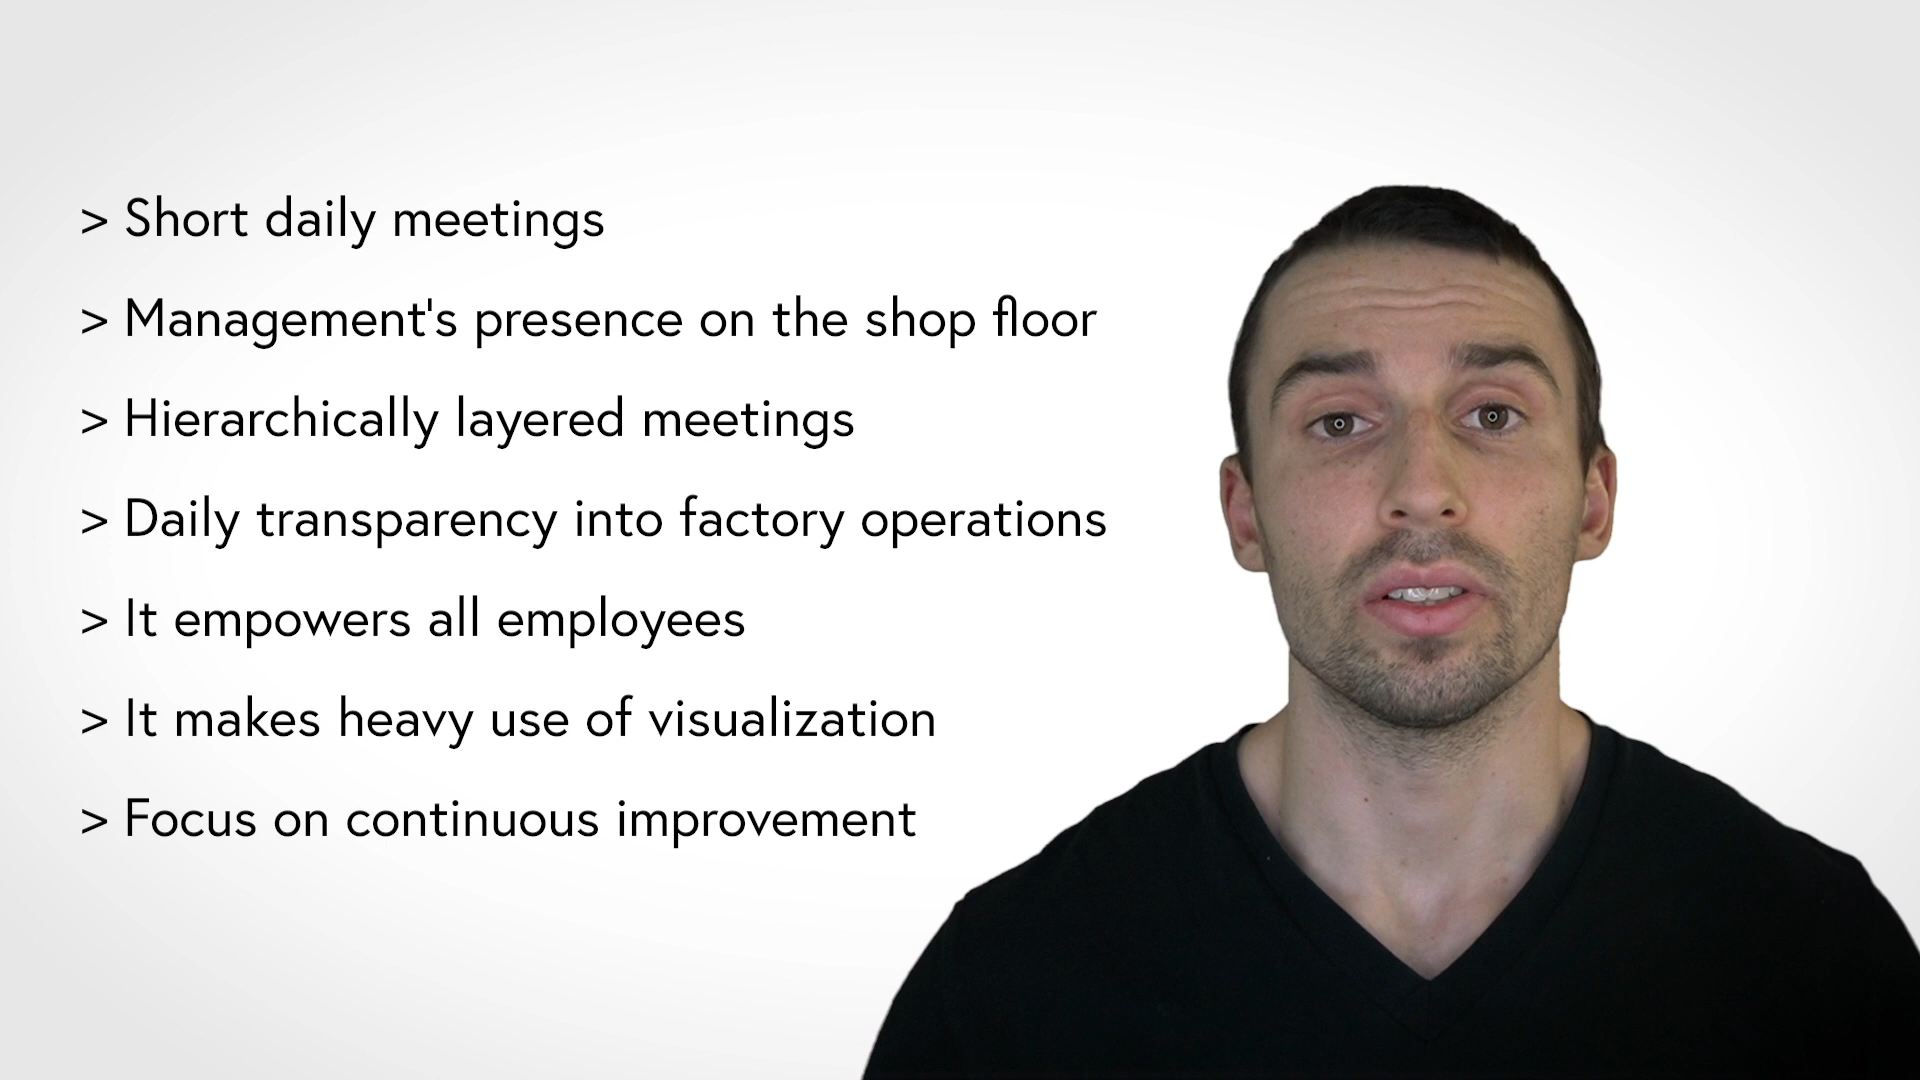 > Short daily meetings
> Management's presence on the shop floor
> Hierarchically layered meetings
> Daily transparency into factory operations
> It empowers all employees
> It makes heavy use of visualization
> Focus on continuous improvement